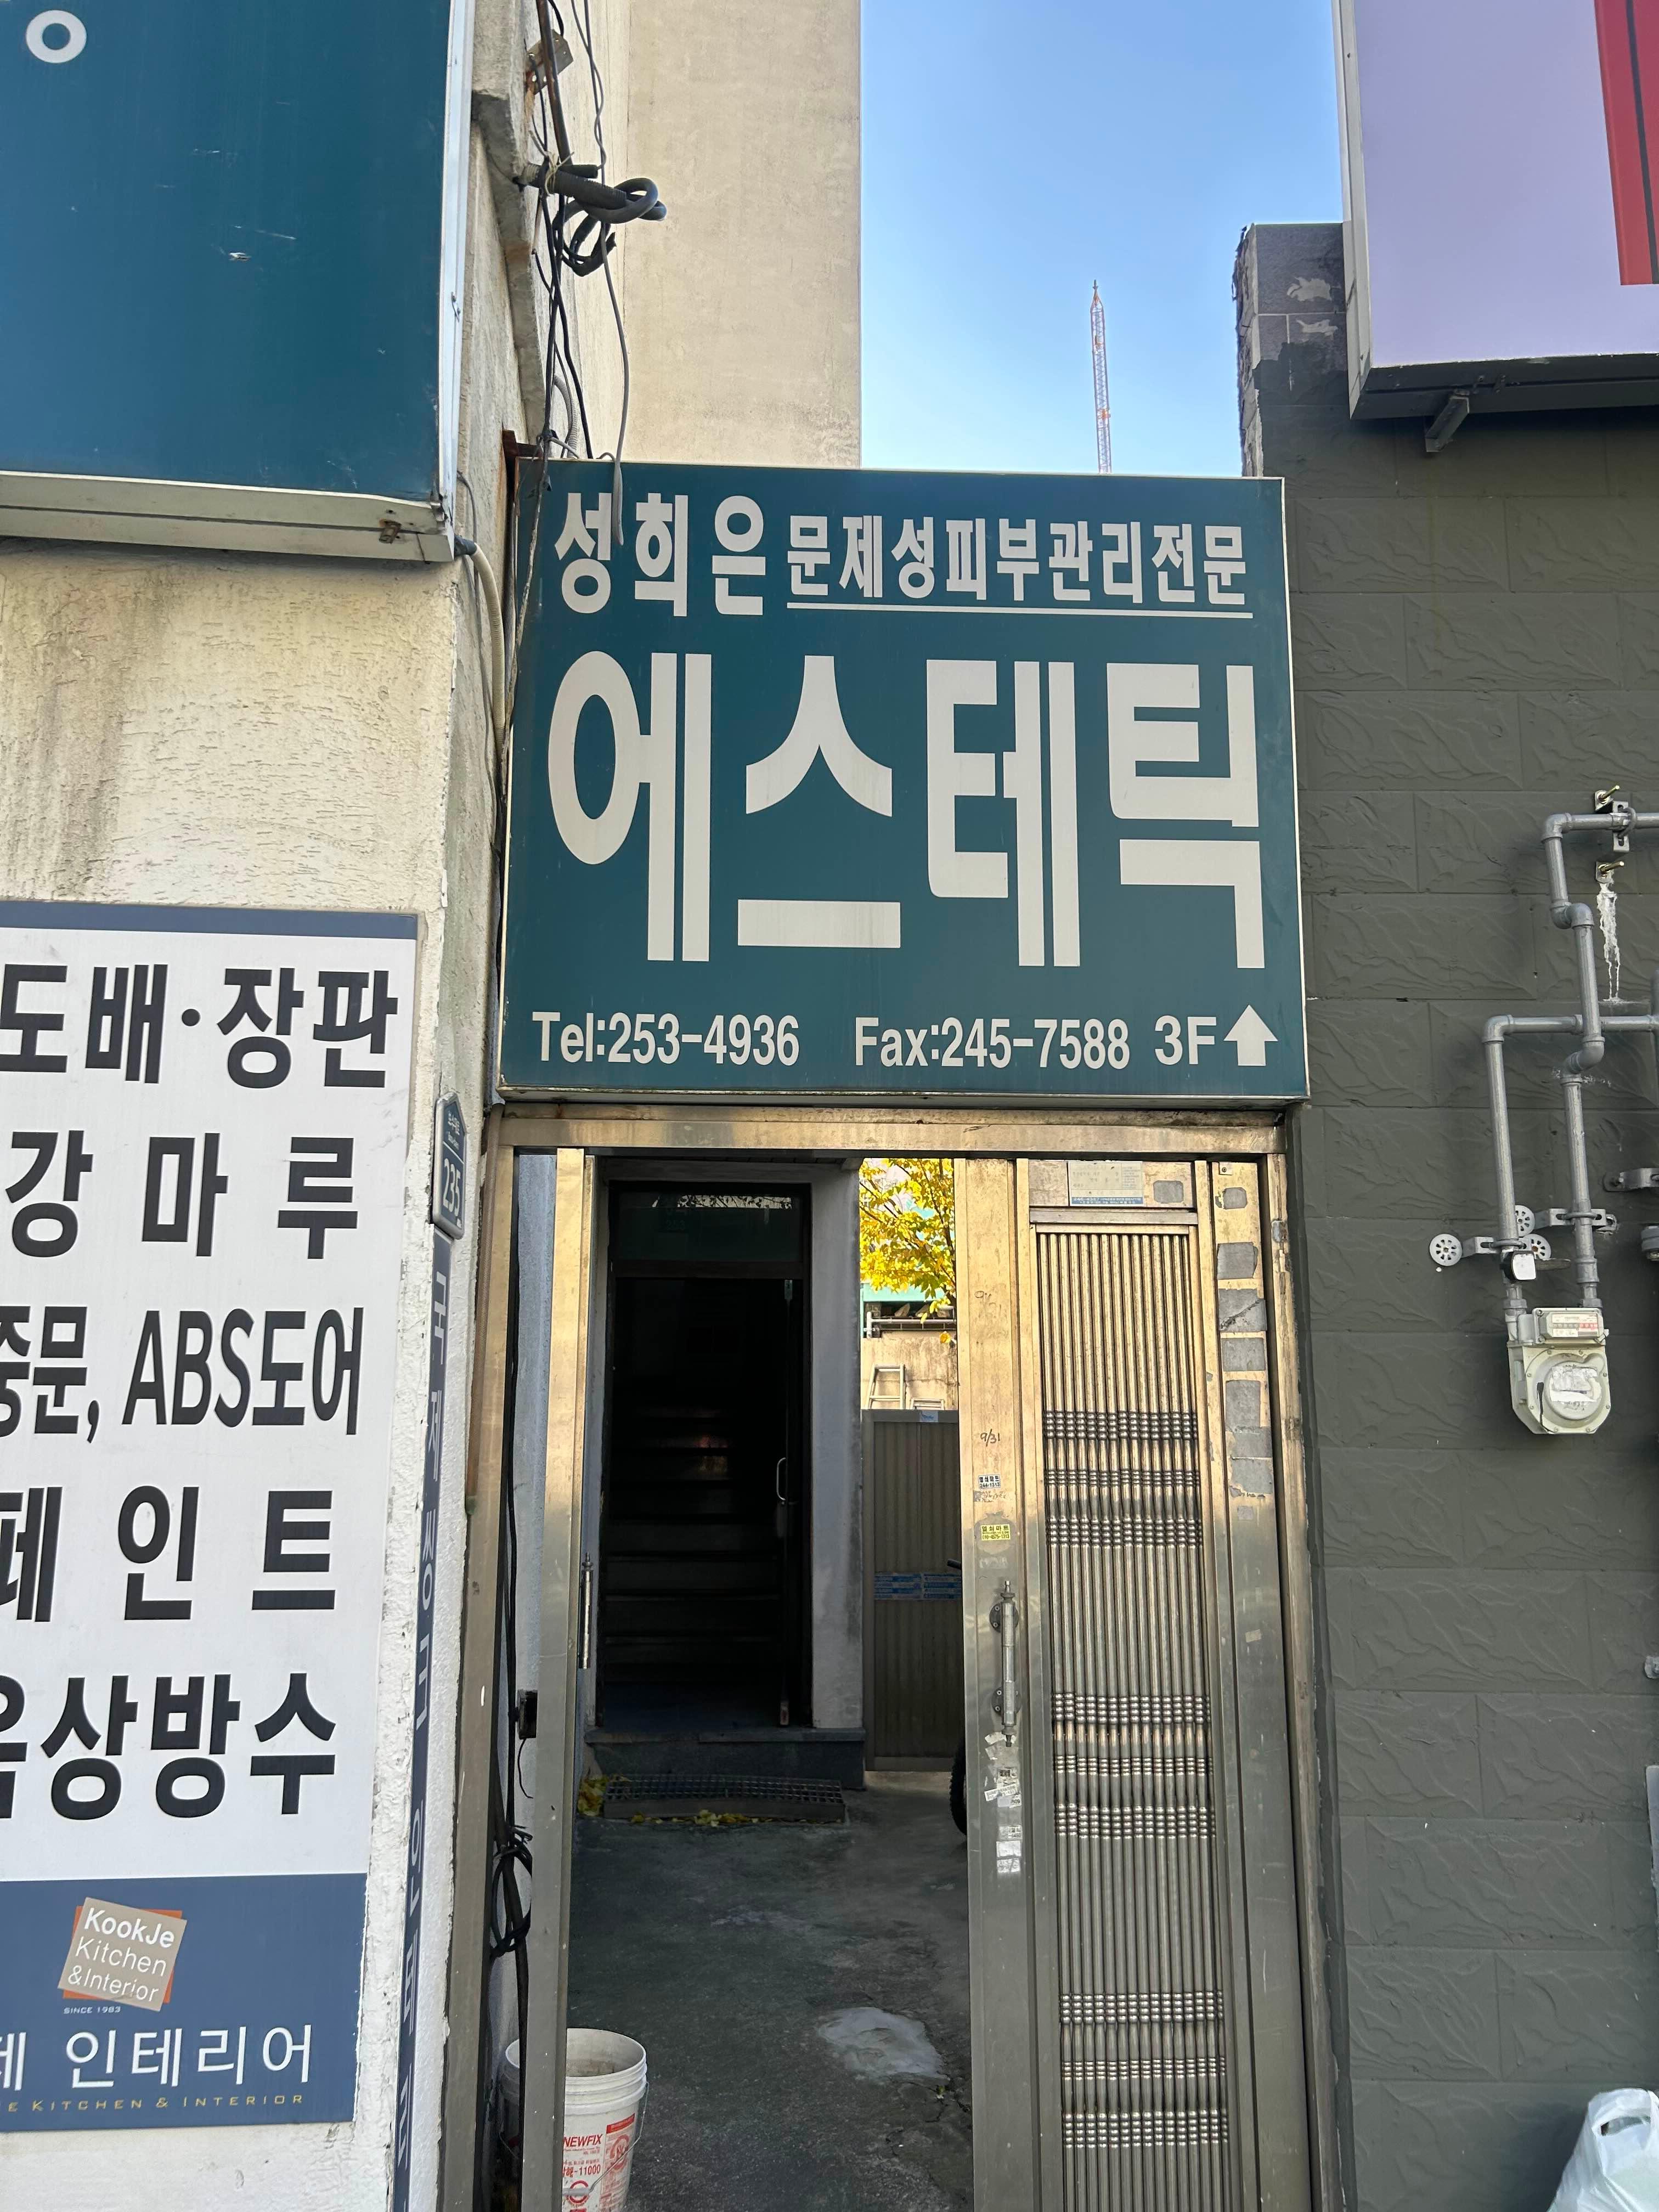 성희은 문제성피부관리전문
에스테틱
Tel:253-4936 Fax:245-7588 3F
도배·장판
강마루
중문, ABS도어
페인트
옥상방수
KookJe
Kitchen
&Interior
SINCE 1983
제 인테리어
KITCHEN & INTERIOR
235
9/31
NEWFIX